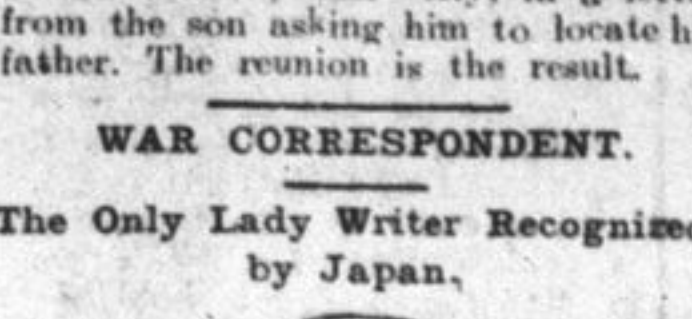 from the son asking him to locate h
father. The reunion is the result.
WAR CORRESPONDENT.
The Only Lady Writer Recognized
by Japan,